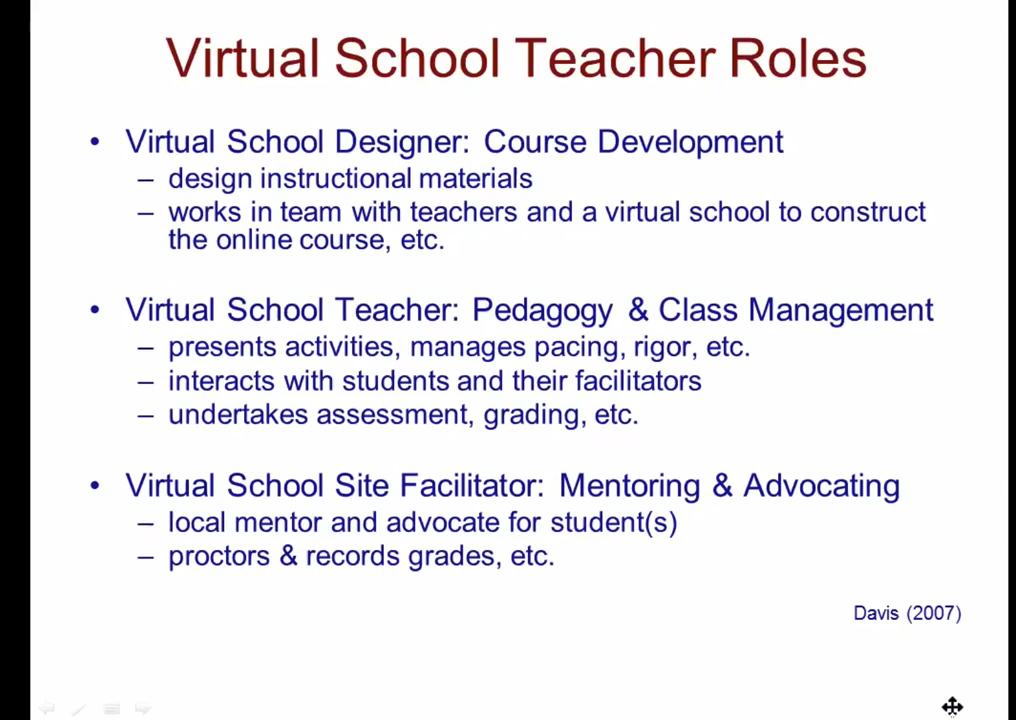 Virtual School Teacher Roles
• Virtual School Designer: Course Development
– design instructional materials
– works in team with teachers and a virtual school to construct
the online course, etc.
• Virtual School Teacher: Pedagogy & Class Management
– presents activities, manages pacing, rigor, etc.
– interacts with students and their facilitators
– undertakes assessment, grading, etc.
• Virtual School Site Facilitator: Mentoring & Advocating
– local mentor and advocate for student(s)
– proctors & records grades, etc.
Davis (2007)